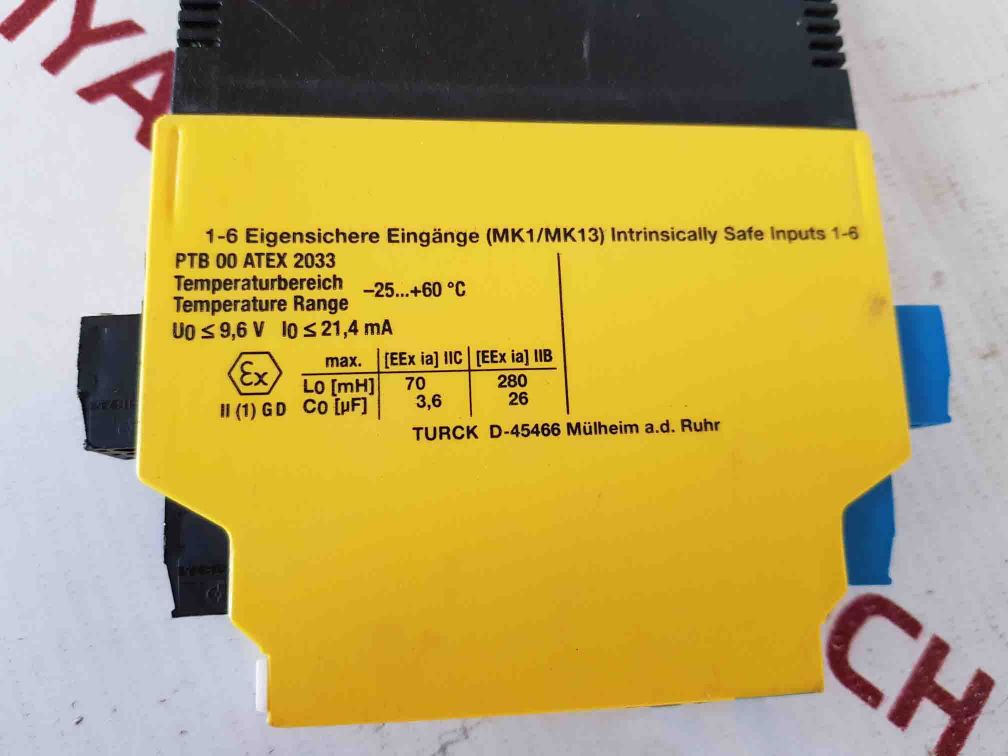 1-6 Eigensichere Eingänge (MK1/MK13) Intrinsically Safe Inputs 1-6
PTB 00 ATEX 2033
Temperaturbereich
Temperature Range
–25...+60 °C
U0 ≤ 9,6 V I0 ≤ 21,4 mA
Ex
II (1) G D
max. [EEx ia] IIC [EEx ia] IIB
L0 [mH] 70 280
C0 [µF] 3,6 26
TURCK D-45466 Mülheim a.d. Ruhr
YA
CH